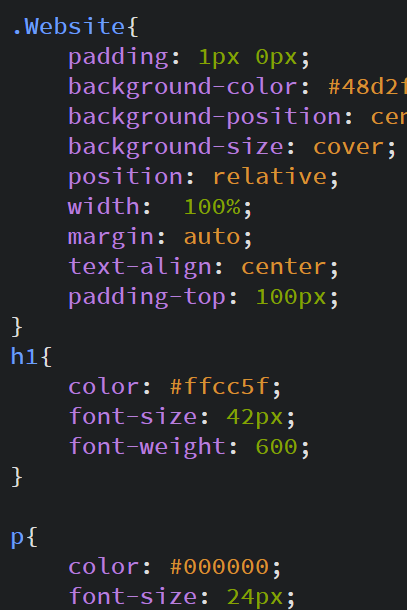 .Website{
    padding: 1px 0px;
    background-color: #48d2f
    background-position: cen
    background-size: cover;
    position: relative;
    width:  100%;
    margin: auto;
    text-align: center;
    padding-top: 100px;
}
h1{
    color: #ffcc5f;
    font-size: 42px;
    font-weight: 600;
}

p{
    color: #000000;
    font-size: 24px;